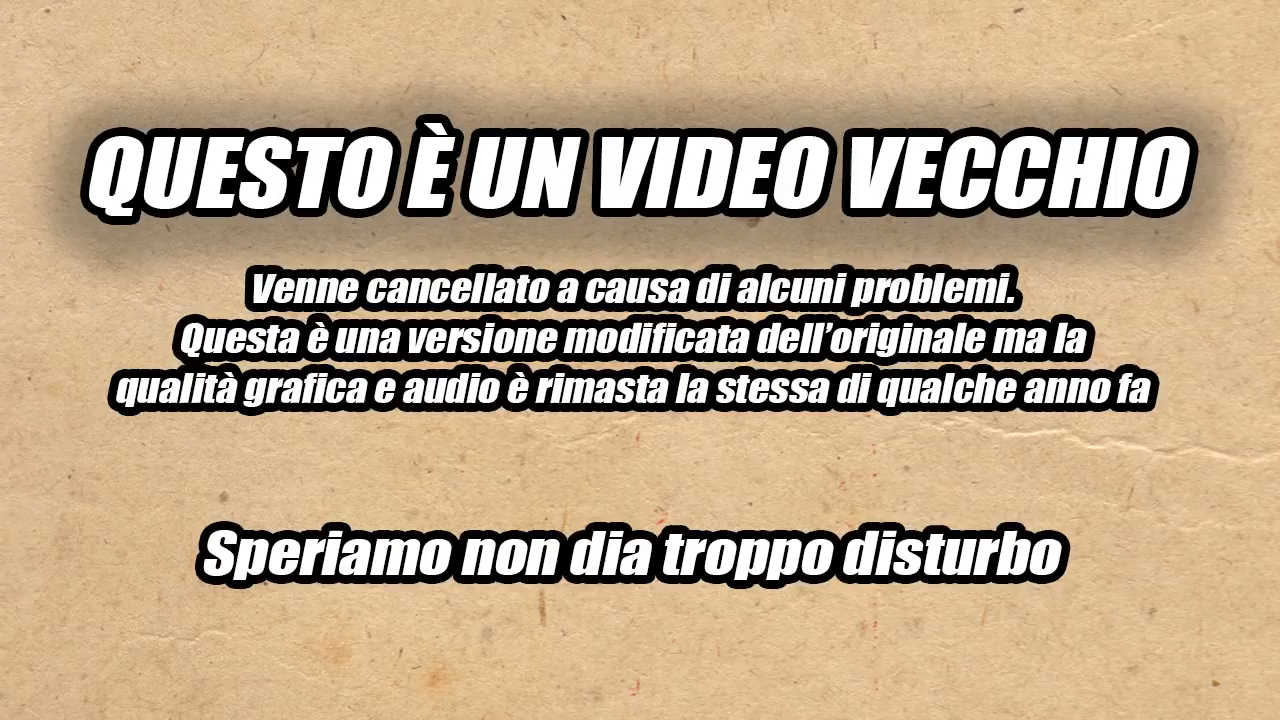 QUESTO È UN VIDEO VECCHIO
Venne cancellato a causa di alcuni problemi.
Questa è una versione modificata dell’originale ma la
qualità grafica e audio è rimasta la stessa di qualche anno fa
Speriamo non dia troppo disturbo